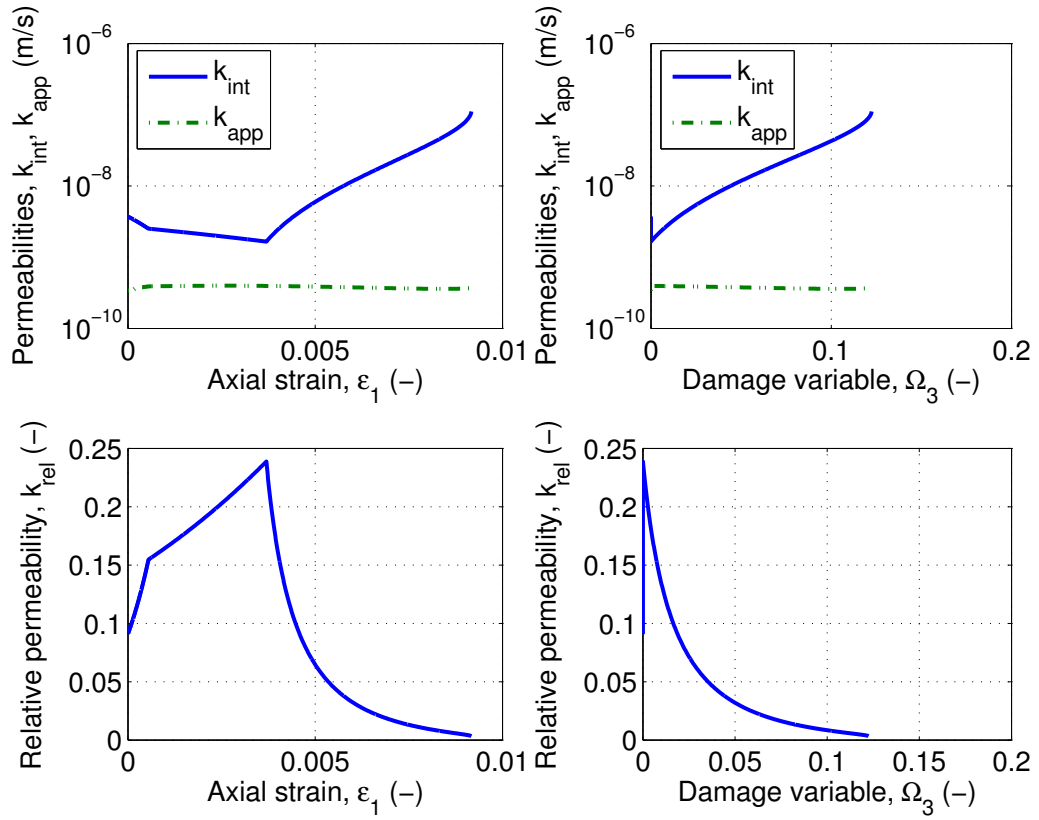 Permeabilities, k_int, k_app (m/s)
10^−6
10^−8
10^−10
k_int
k_app
0
0.005
0.01
Axial strain, ε_1 (−)
Permeabilities, k_int, k_app (m/s)
10^−6
10^−8
10^−10
k_int
k_app
0
0.1
0.2
Damage variable, Ω_3 (−)
Relative permeability, k_rel (−)
0.25
0.2
0.15
0.1
0.05
0
0
0.005
0.01
Axial strain, ε_1 (−)
Relative permeability, k_rel (−)
0.25
0.2
0.15
0.1
0.05
0
0
0.05
0.1
0.15
0.2
Damage variable, Ω_3 (−)